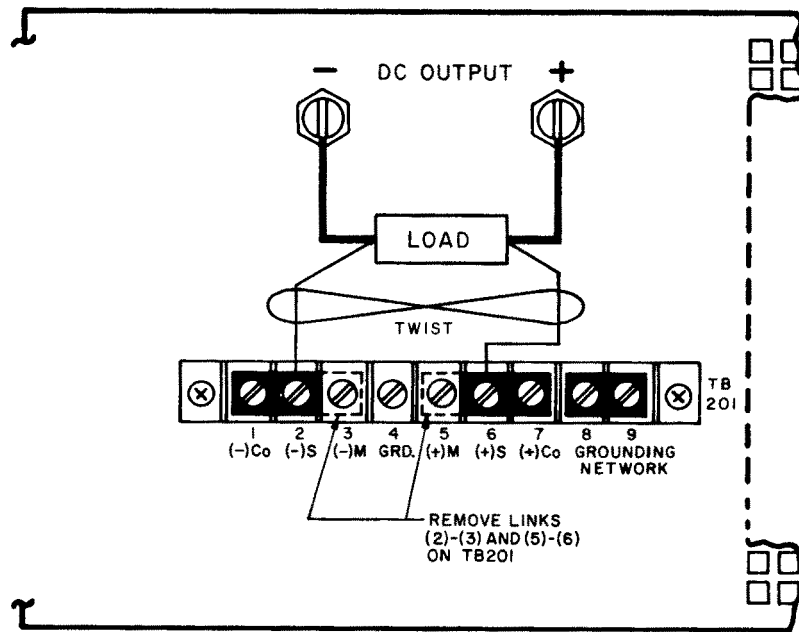 − DC OUTPUT +
LOAD
TWIST
TB
201
1 2 3 4 5 6 7 8 9
(−)Co (−)S (−)M GRD. (+)M (+)S (+)Co GROUNDING
NETWORK
REMOVE LINKS
(2)-(3) AND (5)-(6)
ON TB201